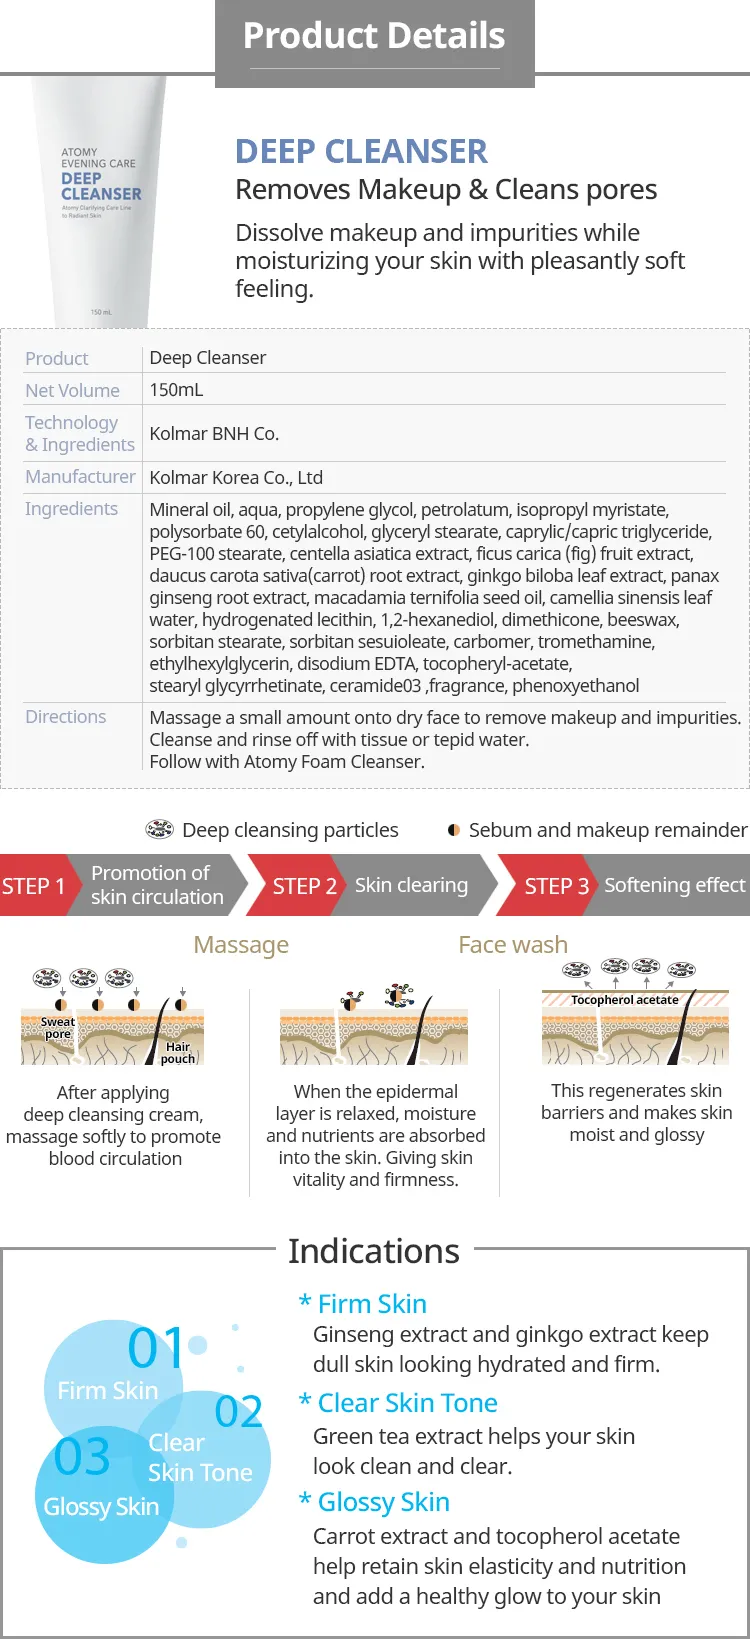 Product Details
ATOMY
EVENING CARE
DEEP
CLEANSER
Atomy Clarifying Care Line
to Radiant Skin
150 mL
DEEP CLEANSER
Removes Makeup & Cleans pores
Dissolve makeup and impurities while
moisturizing your skin with pleasantly soft
feeling.
Product Deep Cleanser
Net Volume 150mL
Technology
& Ingredients Kolmar BNH Co.
Manufacturer Kolmar Korea Co., Ltd
Ingredients Mineral oil, aqua, propylene glycol, petrolatum, isopropyl myristate,
polysorbate 60, cetylalcohol, glyceryl stearate, caprylic/capric triglyceride,
PEG-100 stearate, centella asiatica extract, ficus carica (fig) fruit extract,
daucus carota sativa(carrot) root extract, ginkgo biloba leaf extract, panax
ginseng root extract, macadamia ternifolia seed oil, camellia sinensis leaf
water, hydrogenated lecithin, 1,2-hexanediol, dimethicone, beeswax,
sorbitan stearate, sorbitan sesuioleate, carbomer, tromethamine,
ethylhexylglycerin, disodium EDTA, tocopheryl-acetate,
stearyl glycyrrhetinate, ceramide03 ,fragrance, phenoxyethanol
Directions Massage a small amount onto dry face to remove makeup and impurities.
Cleanse and rinse off with tissue or tepid water.
Follow with Atomy Foam Cleanser.
Deep cleansing particles Sebum and makeup remainder
STEP 1 Promotion of
skin circulation
STEP 2 Skin clearing
STEP 3 Softening effect
Massage
Face wash
Sweat
pore
Hair
pouch
Tocopherol acetate
After applying
deep cleansing cream,
massage softly to promote
blood circulation
When the epidermal
layer is relaxed, moisture
and nutrients are absorbed
into the skin. Giving skin
vitality and firmness.
This regenerates skin
barriers and makes skin
moist and glossy
Indications
01
Firm Skin
02
Clear
Skin Tone
03
Glossy Skin
* Firm Skin
Ginseng extract and ginkgo extract keep
dull skin looking hydrated and firm.
* Clear Skin Tone
Green tea extract helps your skin
look clean and clear.
* Glossy Skin
Carrot extract and tocopherol acetate
help retain skin elasticity and nutrition
and add a healthy glow to your skin